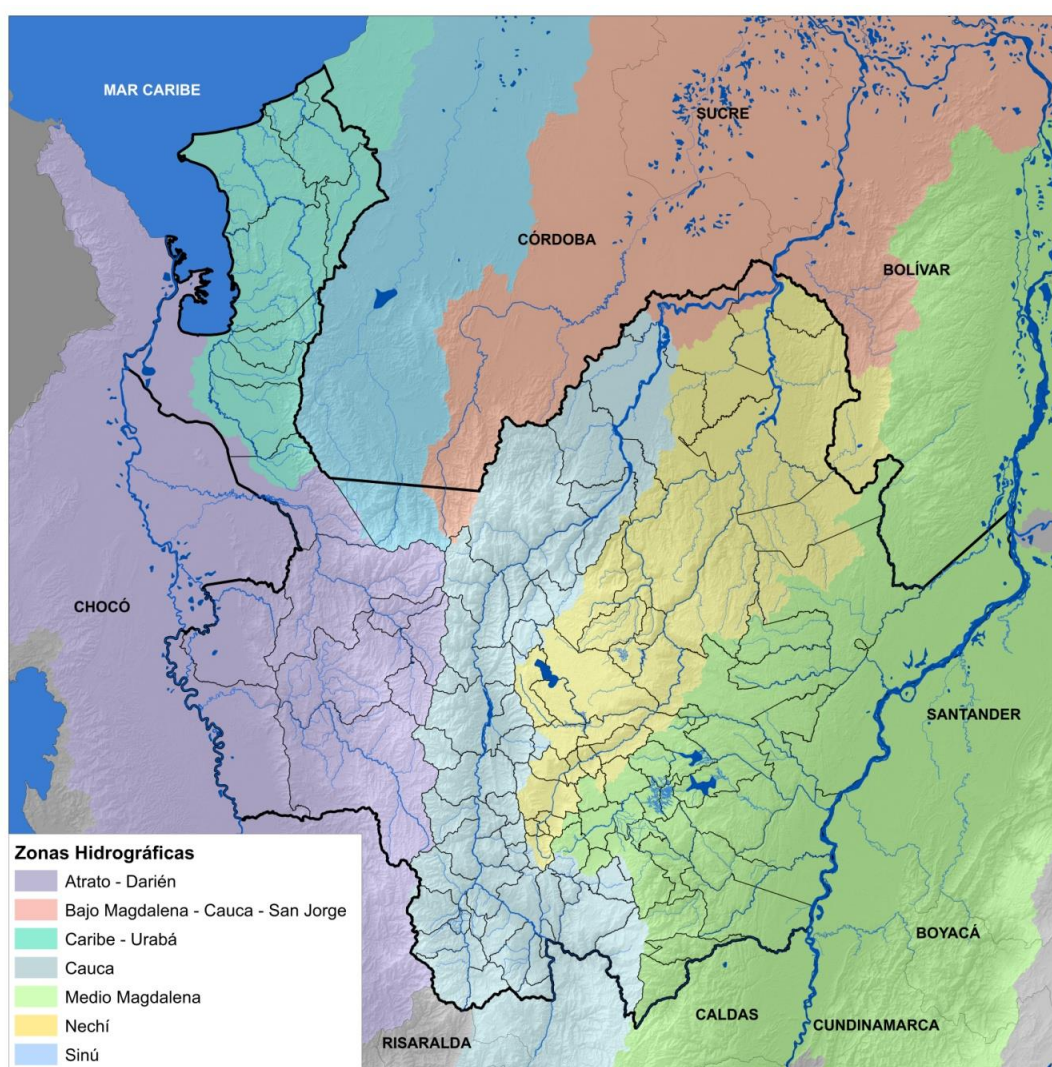 MAR CARIBE
SUCRE
CÓRDOBA
BOLÍVAR
CHOCÓ
SANTANDER
BOYACÁ
CALDAS
CUNDINAMARCA
RISARALDA
Zonas Hidrográficas
Atrato - Darién
Bajo Magdalena - Cauca - San Jorge
Caribe - Urabá
Cauca
Medio Magdalena
Nechí
Sinú